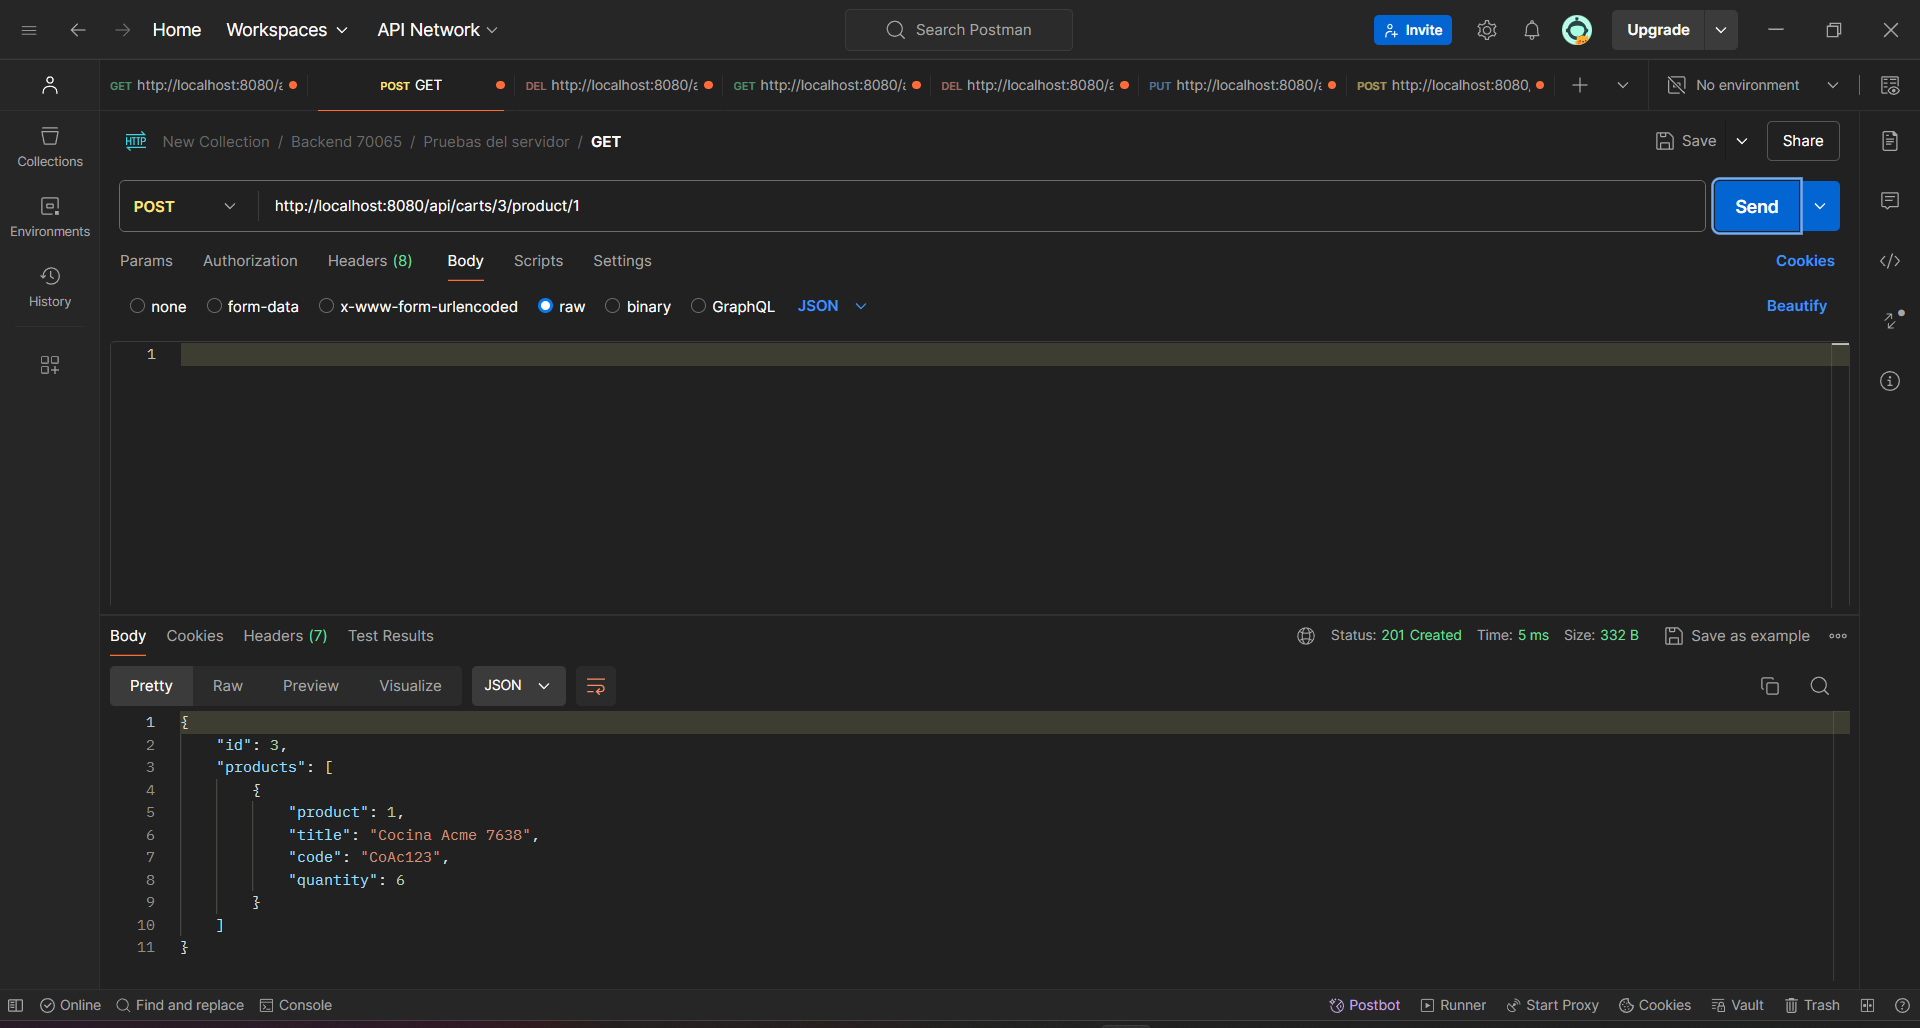 Home Workspaces API Network Search Postman Invite Upgrade
GET http://localhost:8080/a POST GET DEL http://localhost:8080/a GET http://localhost:8080/a DEL http://localhost:8080/a PUT http://localhost:8080/a POST http://localhost:8080/ No environment
New Collection / Backend 70065 / Pruebas del servidor / GET Save Share
Collections
POST http://localhost:8080/api/carts/3/product/1 Send
Environments
Params Authorization Headers (8) Body Scripts Settings Cookies
History
none form-data x-www-form-urlencoded raw binary GraphQL JSON Beautify
1
Body Cookies Headers (7) Test Results Status: 201 Created Time: 5 ms Size: 332 B Save as example
Pretty Raw Preview Visualize JSON
1 {
2 "id": 3,
3 "products": [
4 {
5 "product": 1,
6 "title": "Cocina Acme 7638",
7 "code": "CoAc123",
8 "quantity": 6
9 }
10 ]
11 }
Online Find and replace Console Postbot Runner Start Proxy Cookies Vault Trash